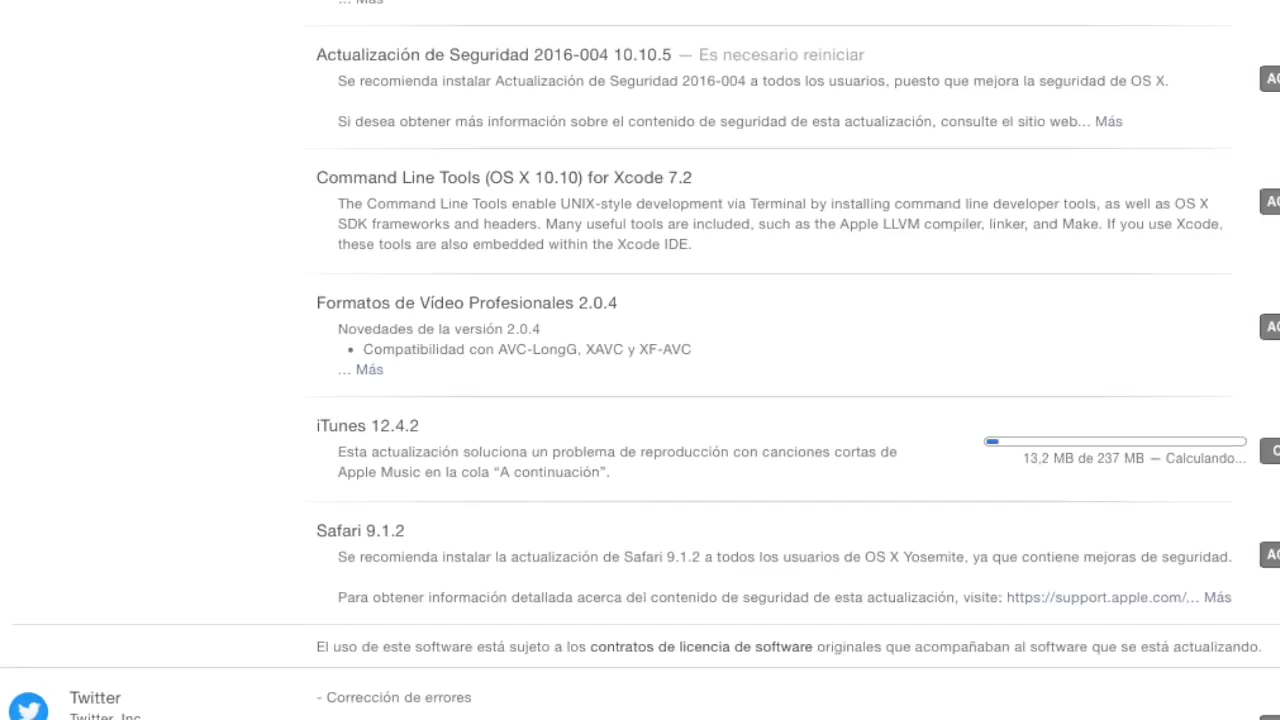 ... Más
Actualización de Seguridad 2016-004 10.10.5 — Es necesario reiniciar
Se recomienda instalar Actualización de Seguridad 2016-004 a todos los usuarios, puesto que mejora la seguridad de OS X.
Si desea obtener más información sobre el contenido de seguridad de esta actualización, consulte el sitio web... Más
Command Line Tools (OS X 10.10) for Xcode 7.2
The Command Line Tools enable UNIX-style development via Terminal by installing command line developer tools, as well as OS X
SDK frameworks and headers. Many useful tools are included, such as the Apple LLVM compiler, linker, and Make. If you use Xcode,
these tools are also embedded within the Xcode IDE.
Formatos de Vídeo Profesionales 2.0.4
Novedades de la versión 2.0.4
• Compatibilidad con AVC-LongG, XAVC y XF-AVC
... Más
iTunes 12.4.2
Esta actualización soluciona un problema de reproducción con canciones cortas de
Apple Music en la cola “A continuación”.
13,2 MB de 237 MB — Calculando...
Safari 9.1.2
Se recomienda instalar la actualización de Safari 9.1.2 a todos los usuarios de OS X Yosemite, ya que contiene mejoras de seguridad.
Para obtener información detallada acerca del contenido de seguridad de esta actualización, visite: https://support.apple.com/... Más
El uso de este software está sujeto a los contratos de licencia de software originales que acompañaban al software que se está actualizando.
Twitter
Twitter, Inc.
- Corrección de errores